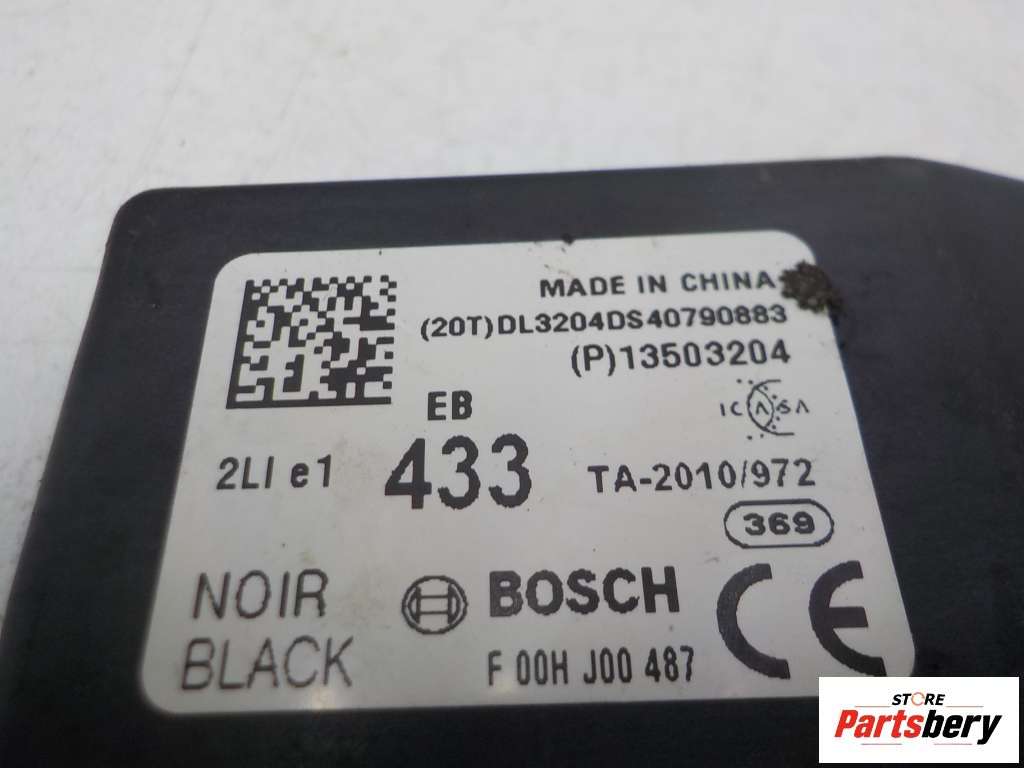 MADE IN CHINA
(20T)DL3204DS40790883
(P)13503204
EB
ICASA
2LI e1
433
TA-2010/972
369
NOIR
BLACK
BOSCH
F 00H J00 487
CE
STORE
Partsbery